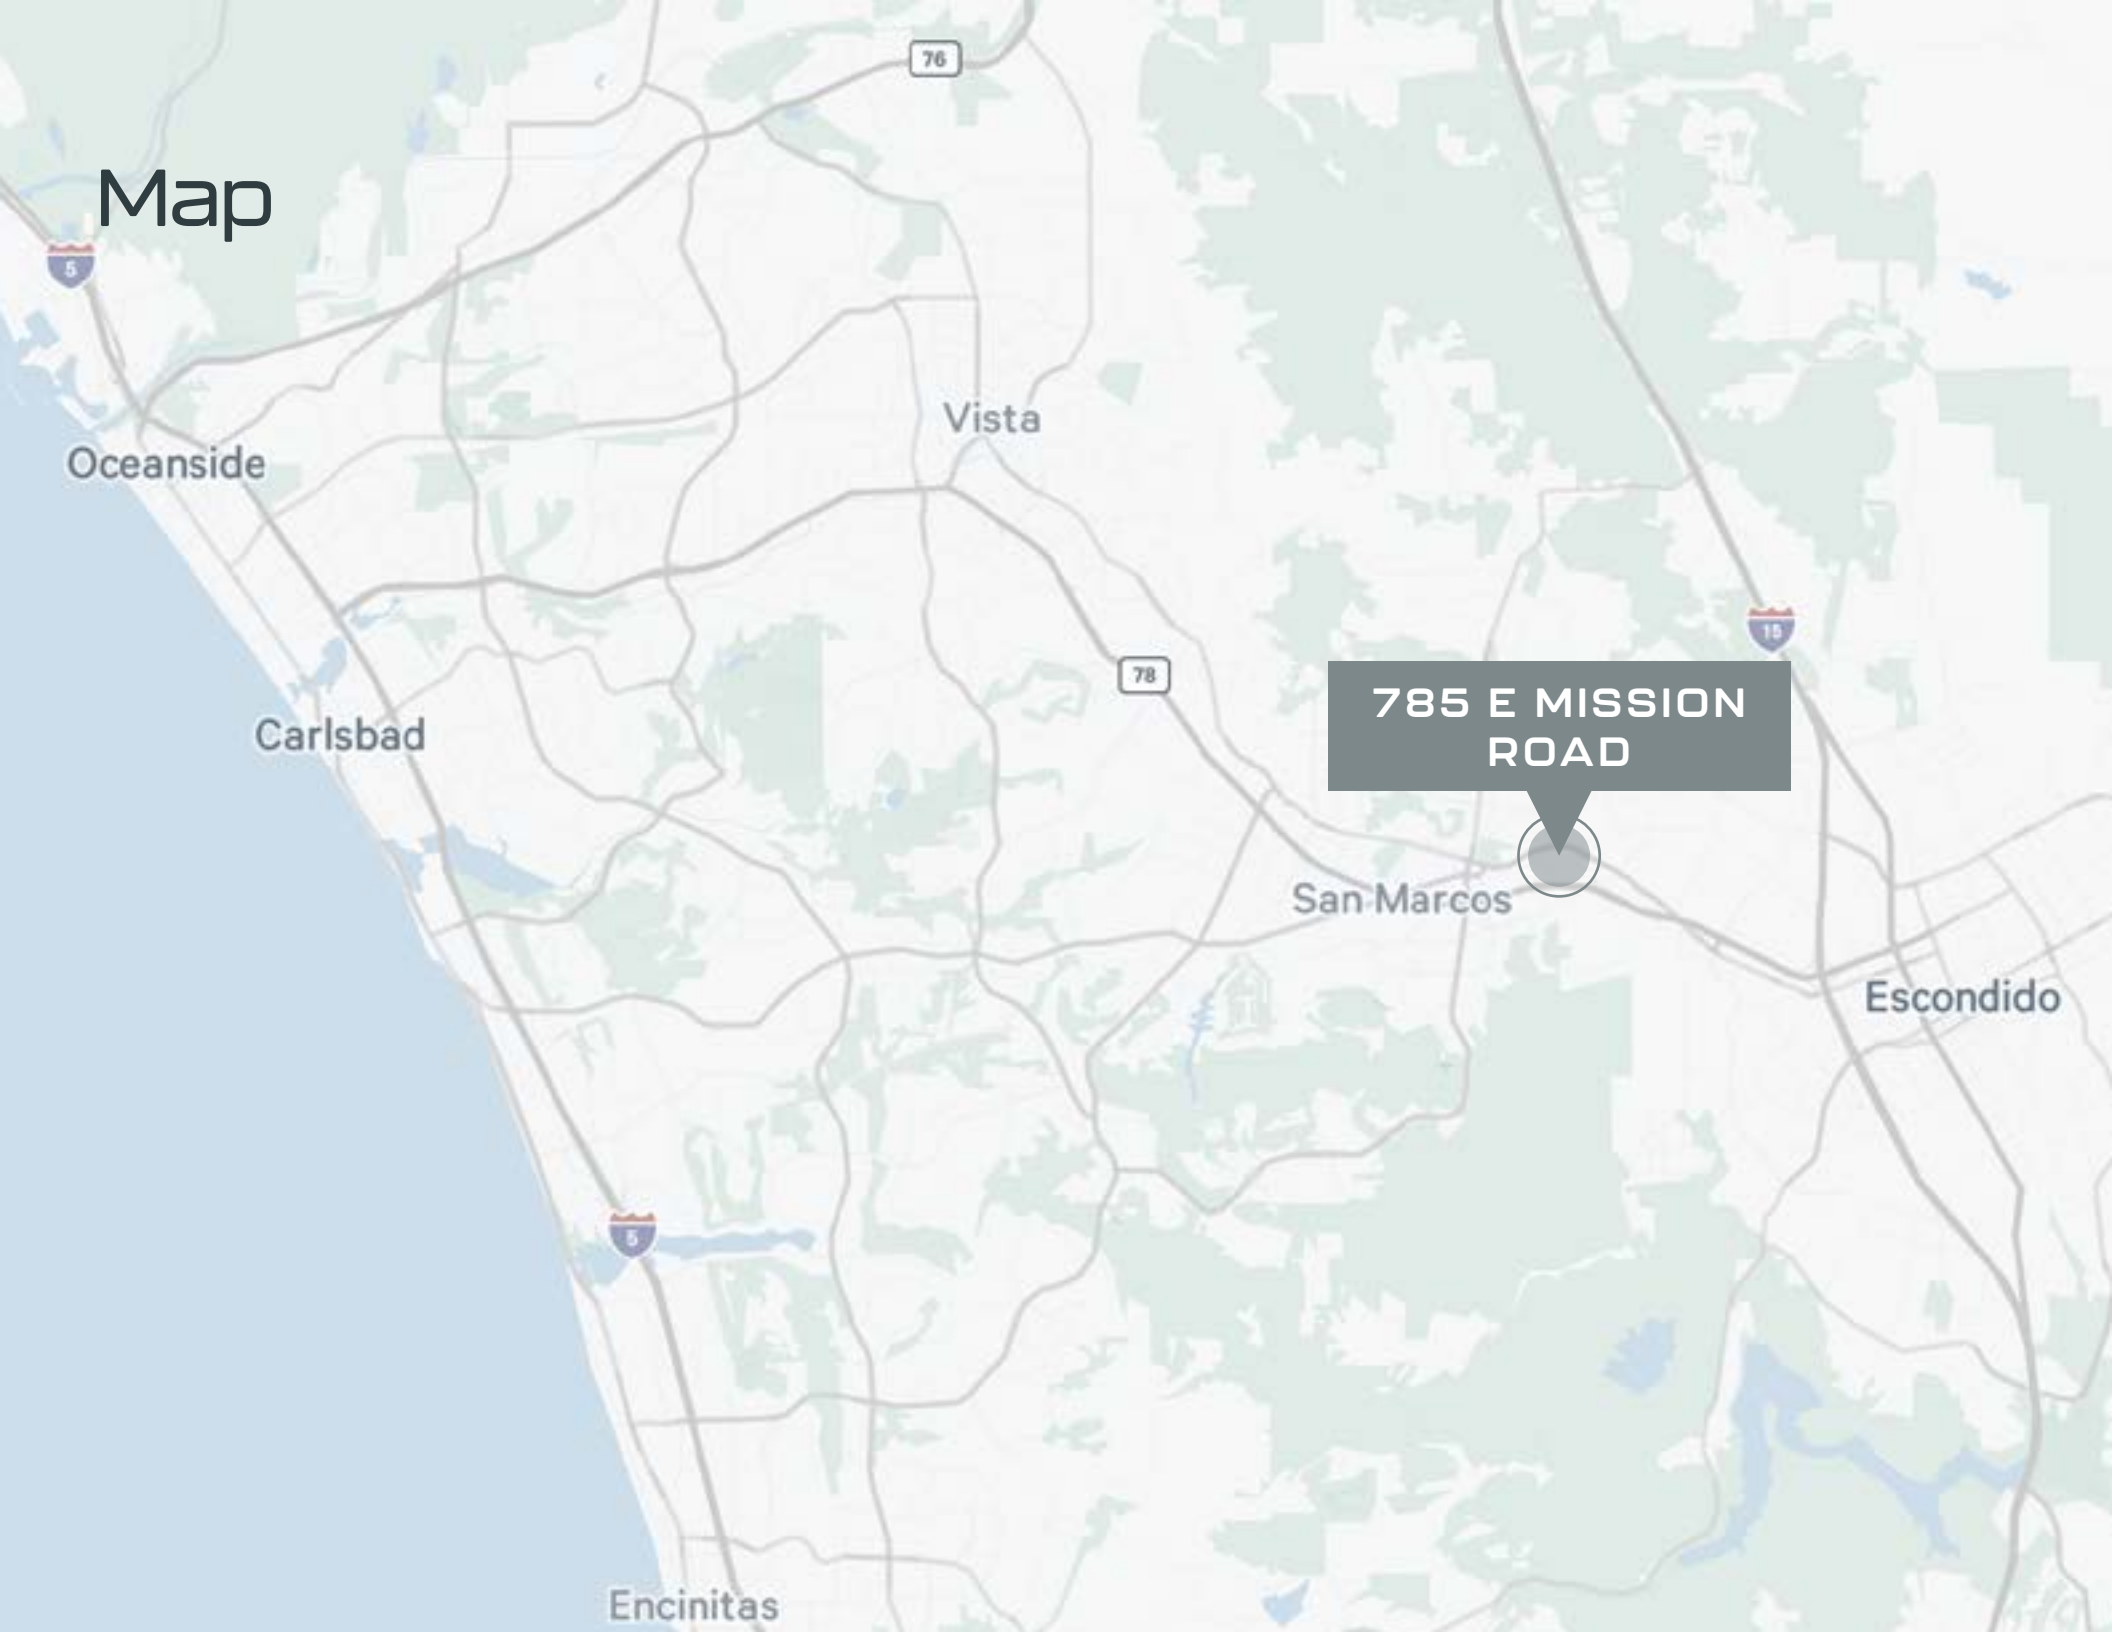 76
Map
5
Vista
Oceanside
15
78
785 E MISSION
ROAD
Carlsbad
San Marcos
Escondido
5
Encinitas